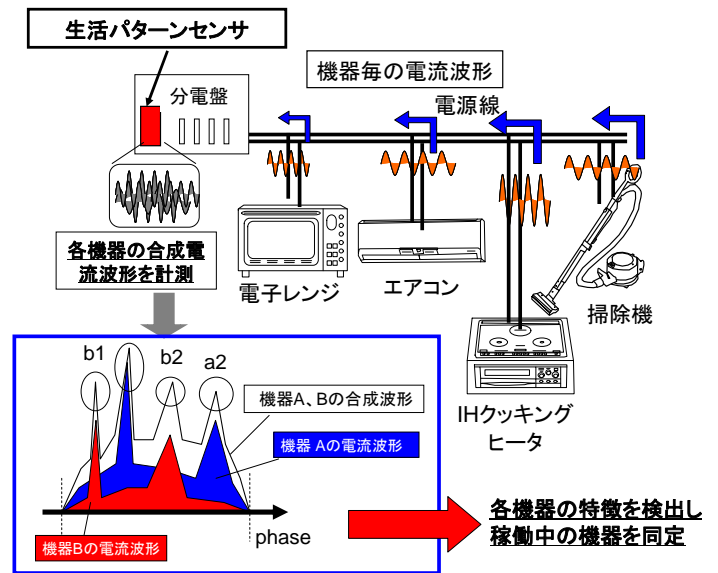 生活パターンセンサ
機器毎の電流波形
分電盤
電源線
各機器の合成電
流波形を計測
電子レンジ
エアコン
掃除機
IHクッキング
ヒータ
b1
b2
a2
機器A、Bの合成波形
機器 Aの電流波形
機器Bの電流波形
phase
各機器の特徴を検出し
稼働中の機器を同定